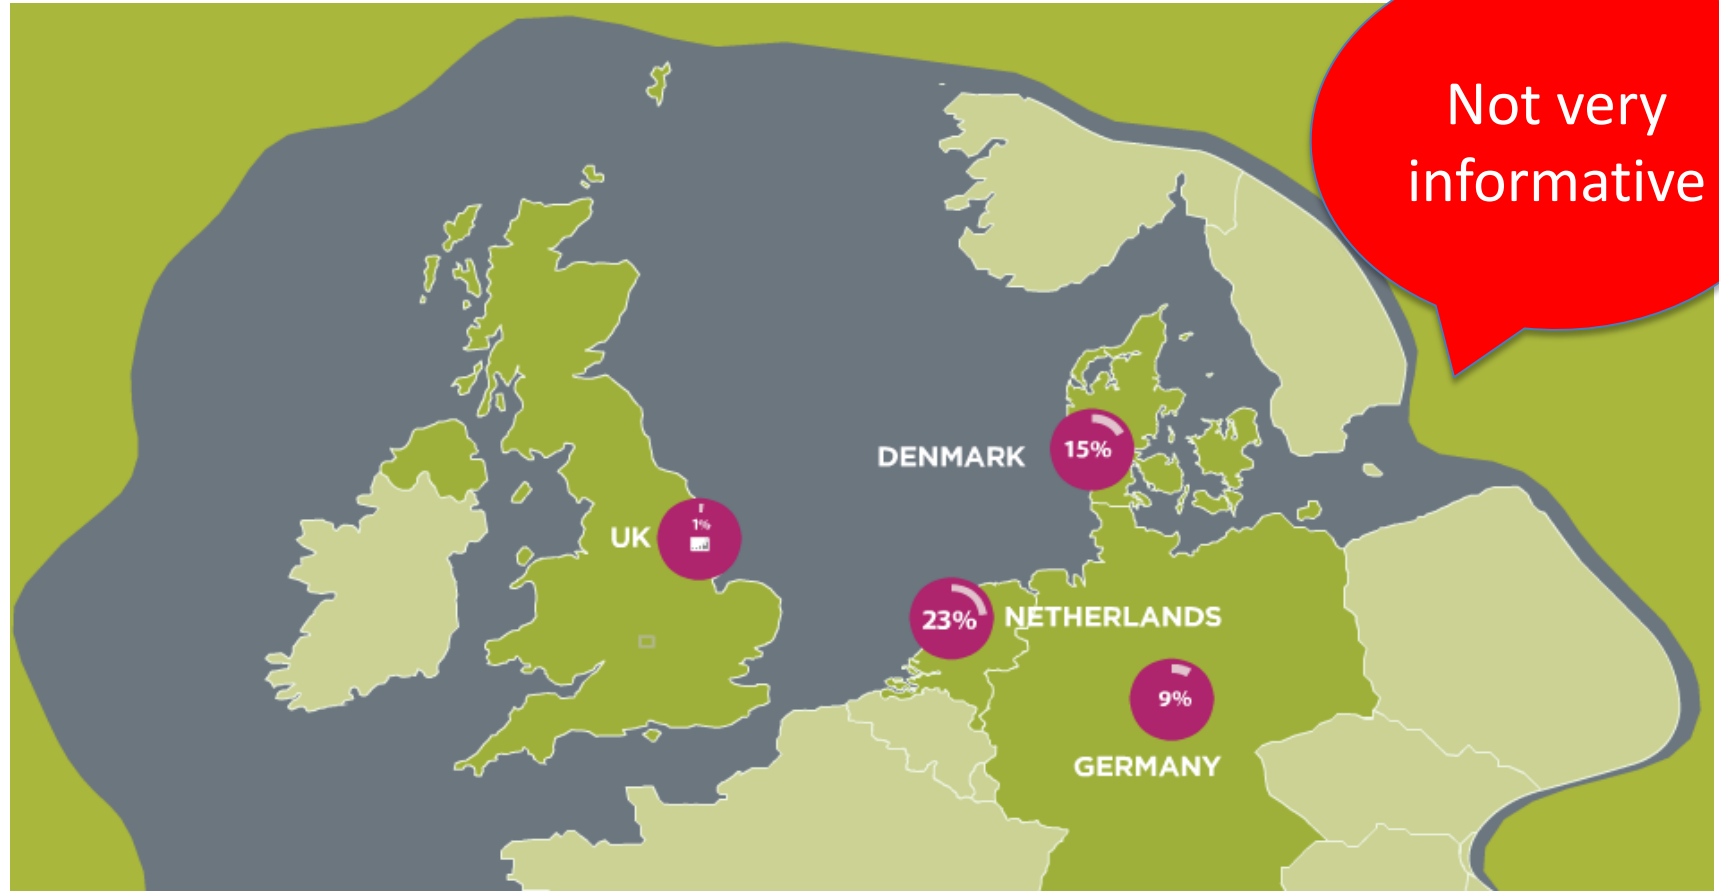 Not very
informative
DENMARK
15%
UK
1%
23%
NETHERLANDS
9%
GERMANY